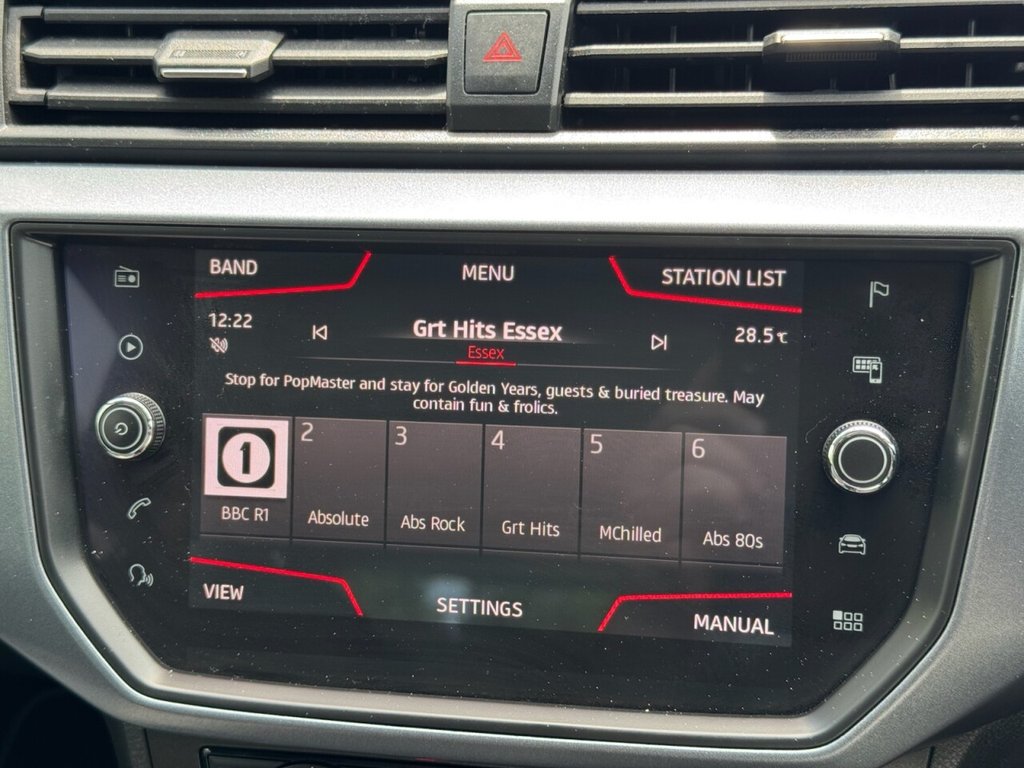 BAND
MENU
STATION LIST
12:22
Grt Hits Essex
28.5°C
Essex
Stop for PopMaster and stay for Golden Years, guests & buried treasure. May
contain fun & frolics.
1
2
3
4
5
6
BBC R1
Absolute
Abs Rock
Grt Hits
MChilled
Abs 80s
VIEW
SETTINGS
MANUAL